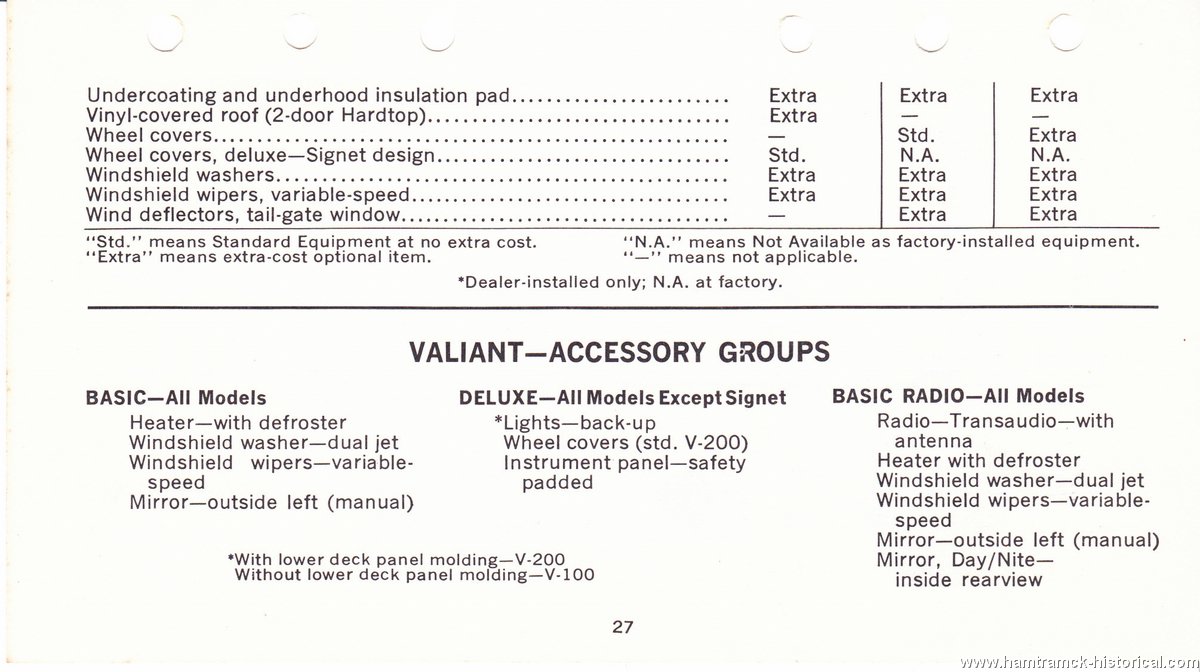 Undercoating and underhood insulation pad........................ Extra Extra Extra
Vinyl-covered roof (2-door Hardtop)................................. Extra — —
Wheel covers......................................................... — Std. Extra
Wheel covers, deluxe—Signet design................................ Std. N.A. N.A.
Windshield washers.................................................. Extra Extra Extra
Windshield wipers, variable-speed................................... Extra Extra Extra
Wind deflectors, tail-gate window.................................... — Extra Extra
"Std." means Standard Equipment at no extra cost. "N.A." means Not Available as factory-installed equipment.
"Extra" means extra-cost optional item. "—" means not applicable.
*Dealer-installed only; N.A. at factory.
VALIANT—ACCESSORY GROUPS
BASIC—All Models
Heater—with defroster
Windshield washer—dual jet
Windshield wipers—variable-
speed
Mirror—outside left (manual)
DELUXE—All Models Except Signet
*Lights—back-up
Wheel covers (std. V-200)
Instrument panel—safety
padded
BASIC RADIO—All Models
Radio—Transaudio—with
antenna
Heater with defroster
Windshield washer—dual jet
Windshield wipers—variable-
speed
Mirror—outside left (manual)
Mirror, Day/Nite—
inside rearview
*With lower deck panel molding—V-200
Without lower deck panel molding—V-100
27
www.hamtramck-historical.com